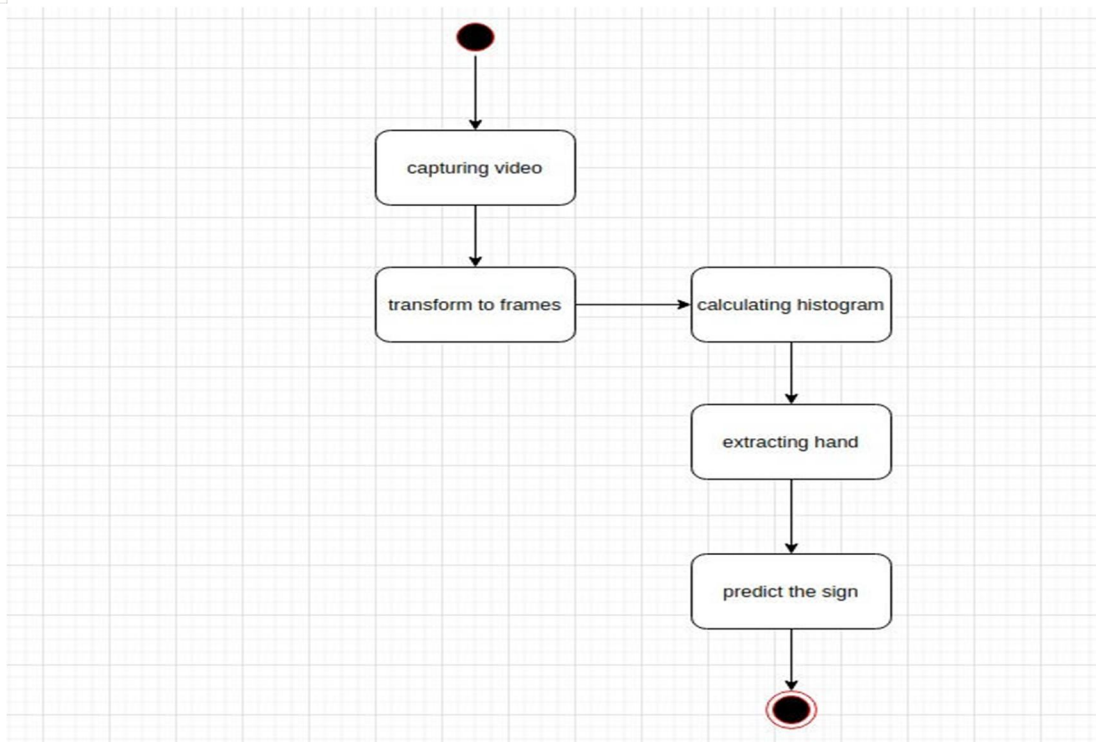 capturing video
transform to frames
calculating histogram
extracting hand
predict the sign